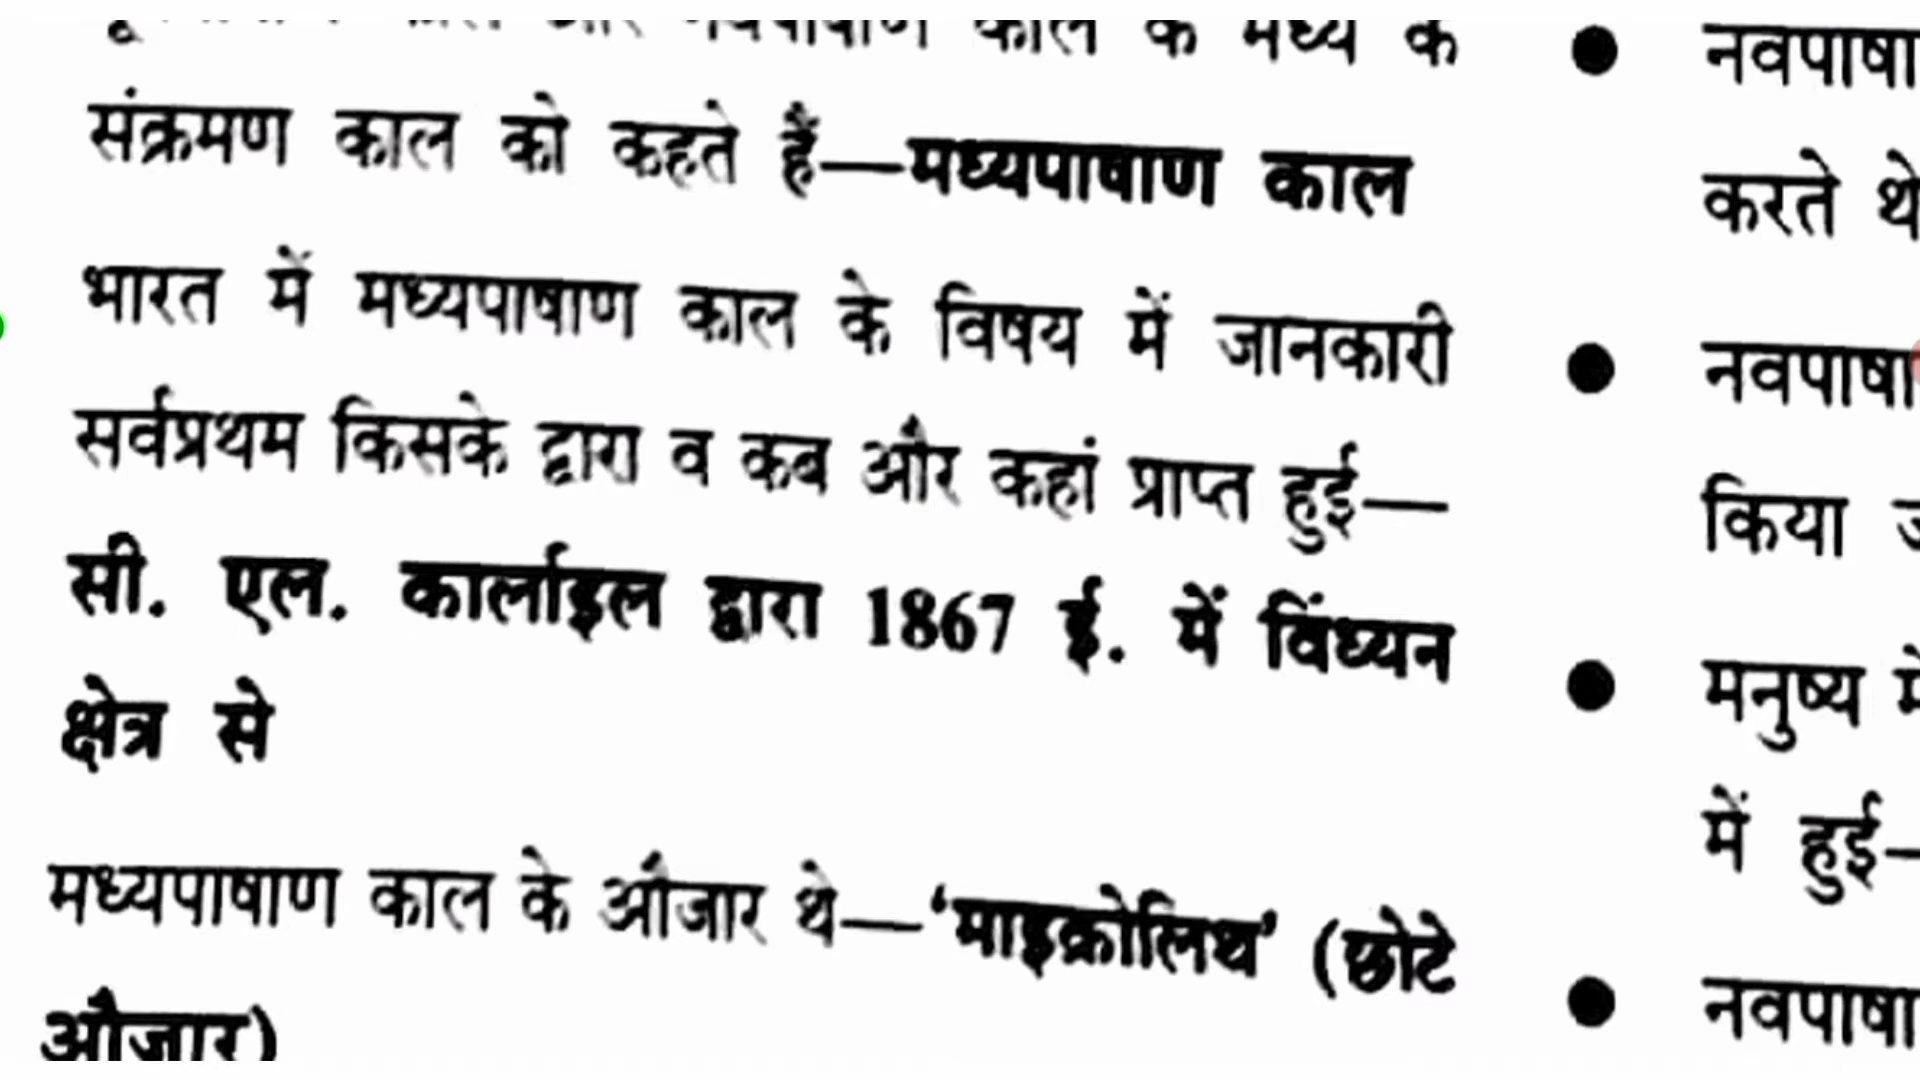 काल के मध्य के
संक्रमण काल को कहते हैं—मध्यपाषाण काल
भारत में मध्यपाषाण काल के विषय में जानकारी
सर्वप्रथम किसके द्वारा व कब और कहां प्राप्त हुई—
सी. एल. कार्लाइल द्वारा 1867 ई. में विंध्यन
क्षेत्र से
मध्यपाषाण काल के औजार थे—‘माइक्रोलिथ’ (छोटे
औजार)
● नवपाषा
करते थे
● नवपाषा
किया
● मनुष्य में
में हुई—
● नवपाषा